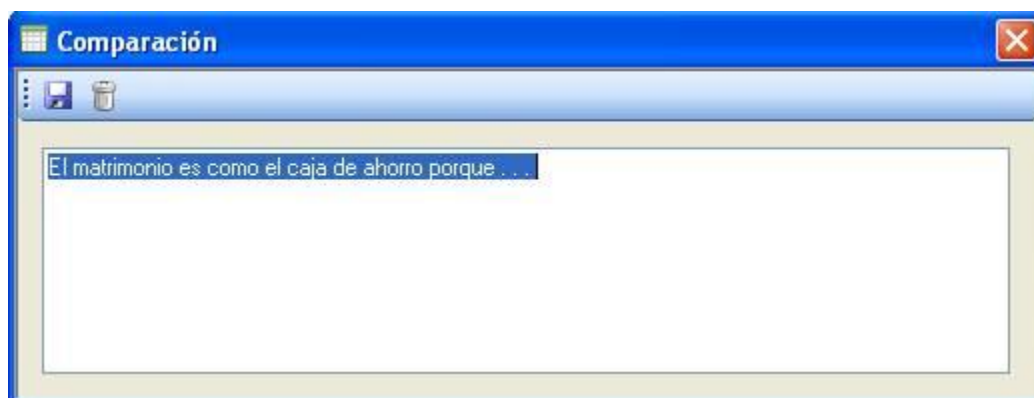 Comparación
El matrimonio es como el caja de ahorro porque . . .